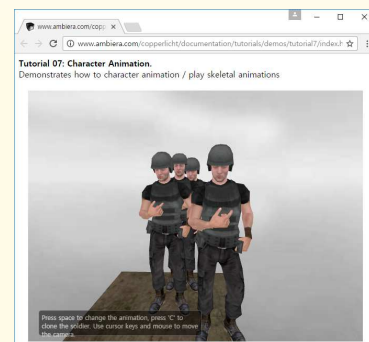 www.ambiera.com/copp
www.ambiera.com/copperlicht/documentation/tutorials/demos/tutorial7/index.h
Tutorial 07: Character Animation.
Demonstrates how to character animation / play skeletal animations
Press space to change the animation, press 'C' to
clone the soldier. Use cursor keys and mouse to move
the camera.